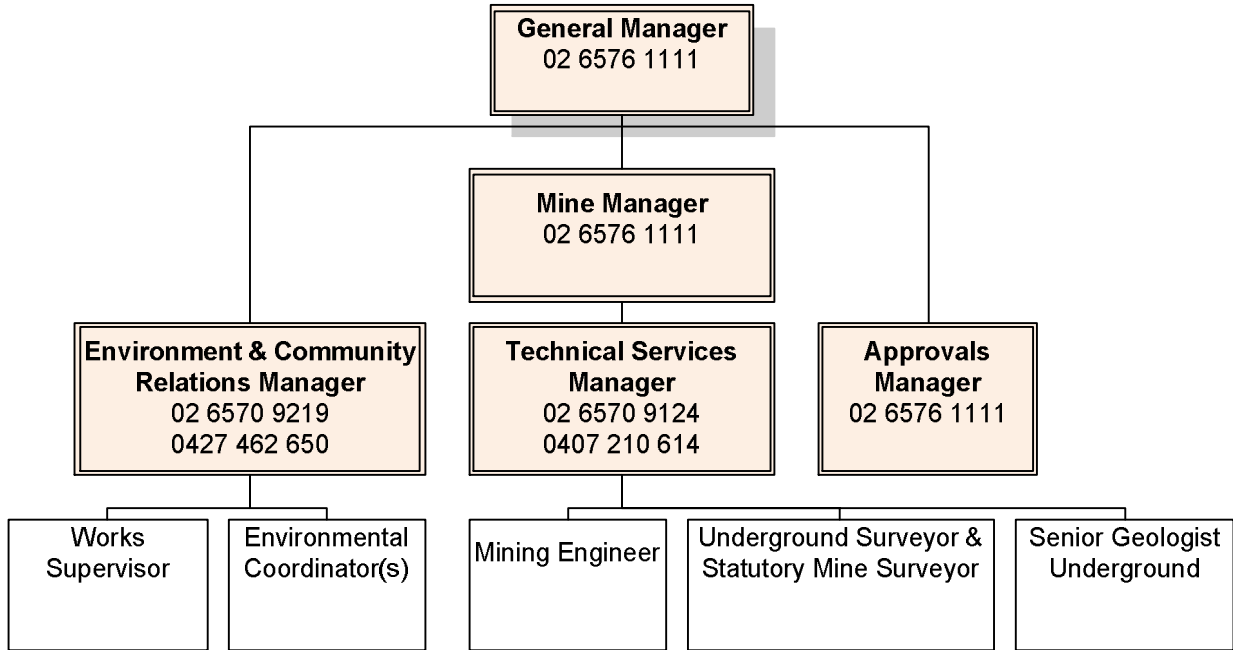 General Manager
02 6576 1111
Mine Manager
02 6576 1111
Environment & Community
Relations Manager
02 6570 9219
0427 462 650
Technical Services
Manager
02 6570 9124
0407 210 614
Approvals
Manager
02 6576 1111
Works
Supervisor
Environmental
Coordinator(s)
Mining Engineer
Underground Surveyor &
Statutory Mine Surveyor
Senior Geologist
Underground